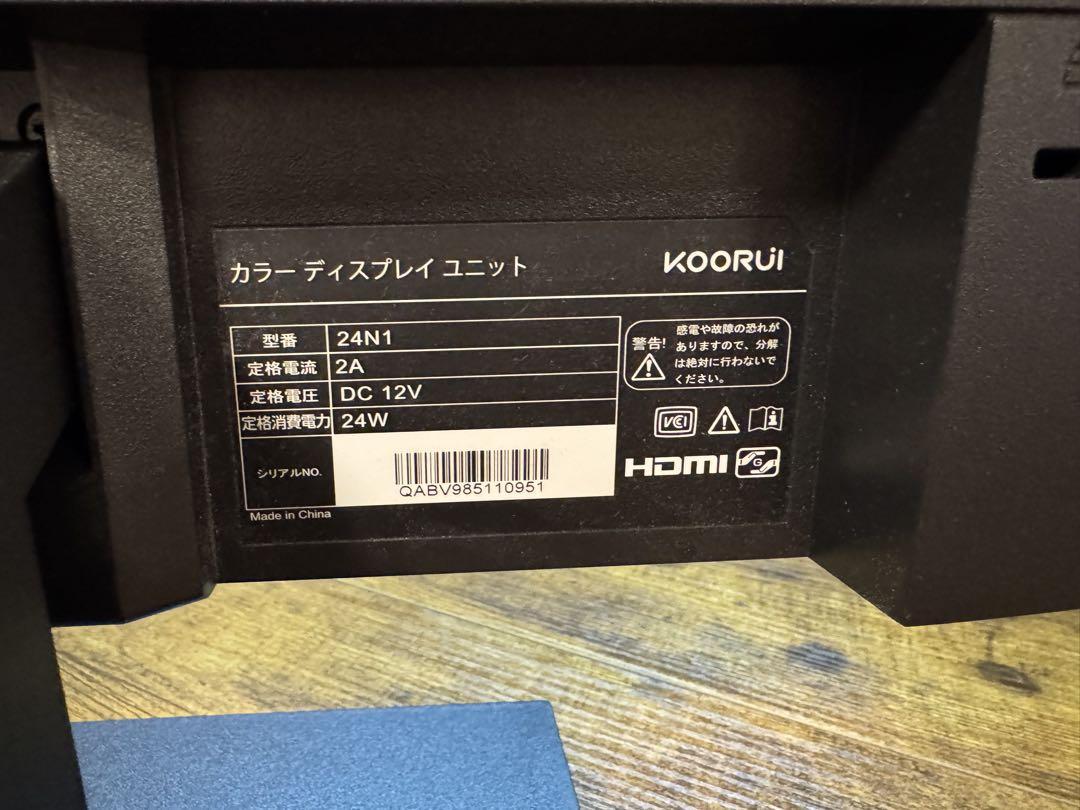 カラー ディスプレイ ユニット
KOORUI
型番 24N1
定格電流 2A
定格電圧 DC 12V
定格消費電力 24W
シリアルNO.
QABV985110951
Made in China
警告!
感電や故障の恐れが
ありますので、分解
は絶対に行わないで
ください。
VCI
HDMI
G